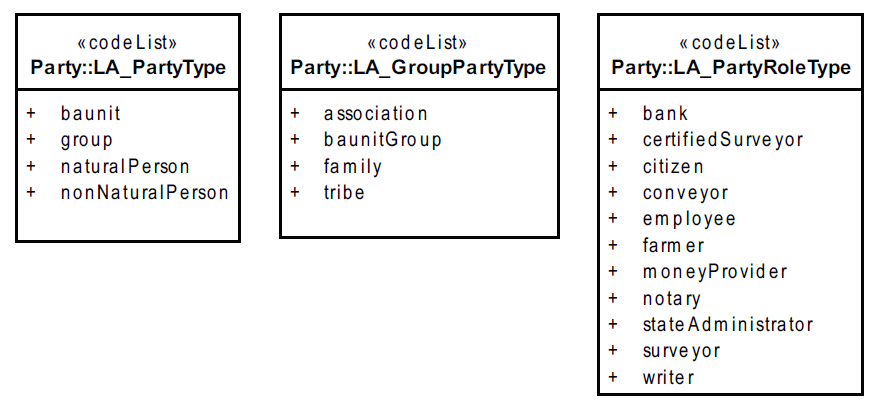 «codeList»
Party::LA_PartyType
+ baunit
+ group
+ naturalPerson
+ nonNaturalPerson
«codeList»
Party::LA_GroupPartyType
+ association
+ baunitGroup
+ family
+ tribe
«codeList»
Party::LA_PartyRoleType
+ bank
+ certifiedSurveyor
+ citizen
+ conveyor
+ employee
+ farmer
+ moneyProvider
+ notary
+ stateAdministrator
+ surveyor
+ writer